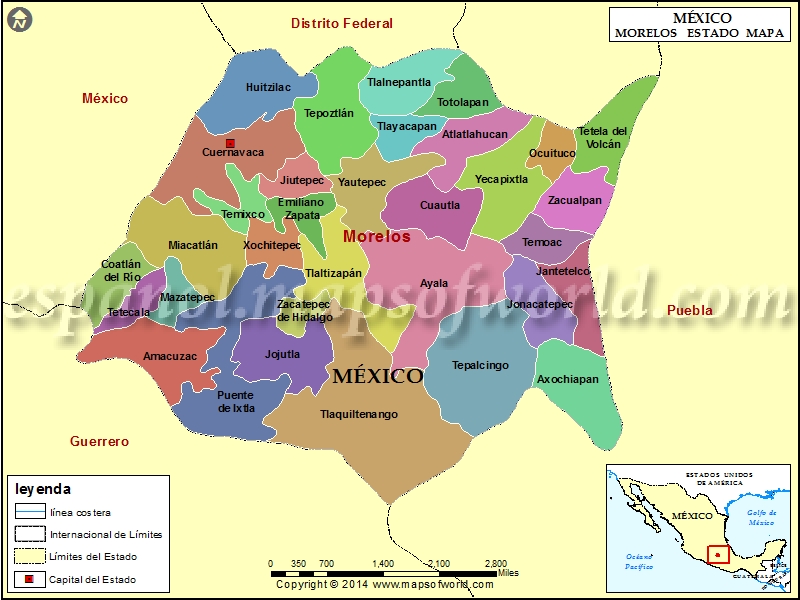 N
Distrito Federal
MÉXICO
MORELOS ESTADO MAPA
México
Huitzilac
Tlalnepantla
Totolapan
Tepoztlán
Tlayacapan
Atlatlahucan
Tetela del
Volcán
Cuernavaca
Ocuituco
Jiutepec
Yautepec
Yecapixtla
Temixco
Emiliano
Zapata
Cuautla
Zacualpan
Miacatlán
Xochitepec
Morelos
Temoac
Coatlán
del Río
Tlaltizapán
Ayala
Jantetelco
Mazatepec
Tetecala
Zacatepec
de Hidalgo
Jonacatepec
Puebla
español.mapsofworld.com
Amacuzac
Jojutla
MÉXICO
Tepalcingo
Axochiapan
Puente
de Ixtla
Tlaquiltenango
Guerrero
leyenda
línea costera
Internacional de Límites
Límites del Estado
Capital del Estado
0 350 700 1,400 2,100 2,800
Miles
Copyright © 2014 www.mapsofworld.com
ESTADOS UNIDOS
DE AMÉRICA
MÉXICO
Golfo de
México
Océano
Pacífico
GUATEMALA